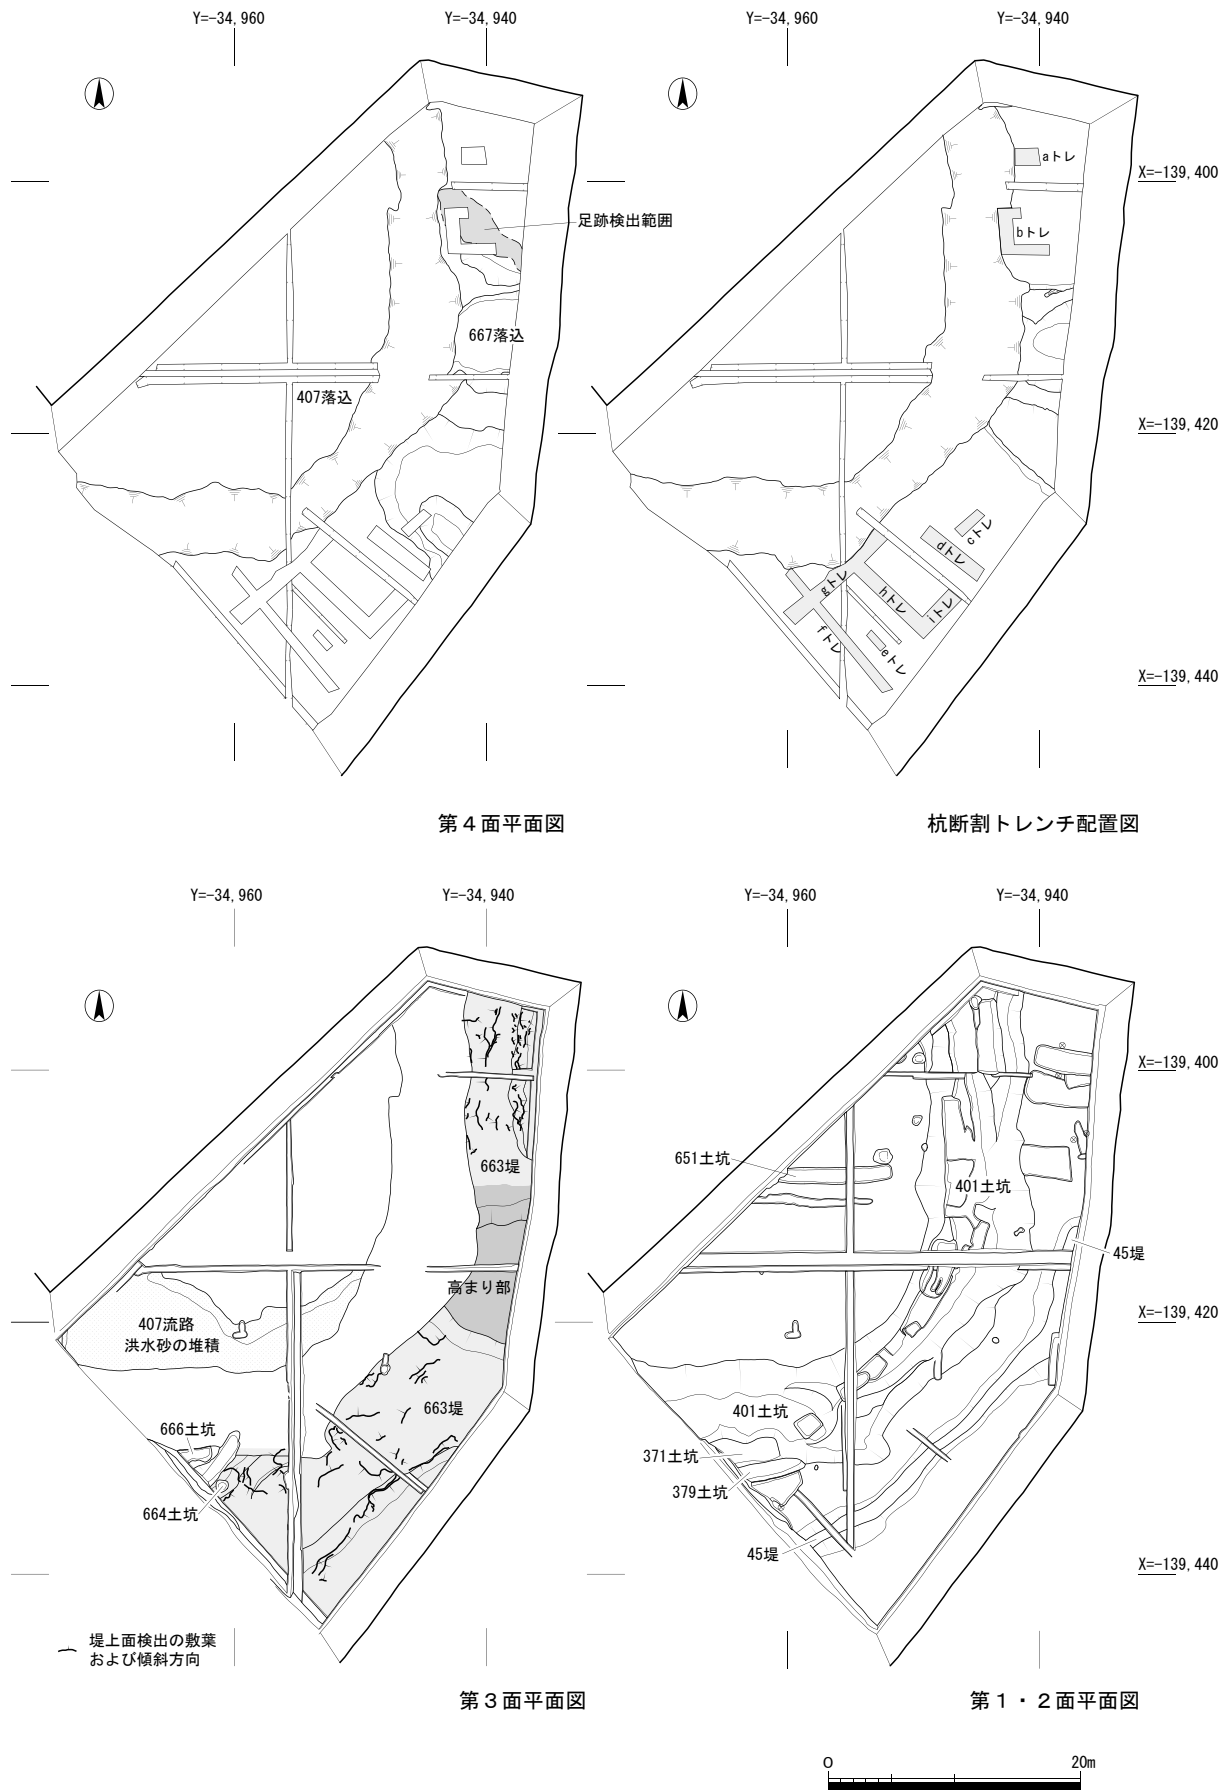 Y=-34,960
Y=-34,940
Y=-34,960
Y=-34,940
aトレ
X=-139,400
足跡検出範囲
bトレ
667落込
407落込
X=-139,420
cトレ
dトレ
gトレ
hトレ
iトレ
fトレ
eトレ
X=-139,440
第4面平面図
杭断割トレンチ配置図
Y=-34,960
Y=-34,940
Y=-34,960
Y=-34,940
X=-139,400
663堤
651土坑
401土坑
45堤
高まり部
407流路
洪水砂の堆積
X=-139,420
663堤
401土坑
666土坑
371土坑
379土坑
664土坑
45堤
X=-139,440
堤上面検出の敷葉
および傾斜方向
第3面平面図
第1・2面平面図
0
20m